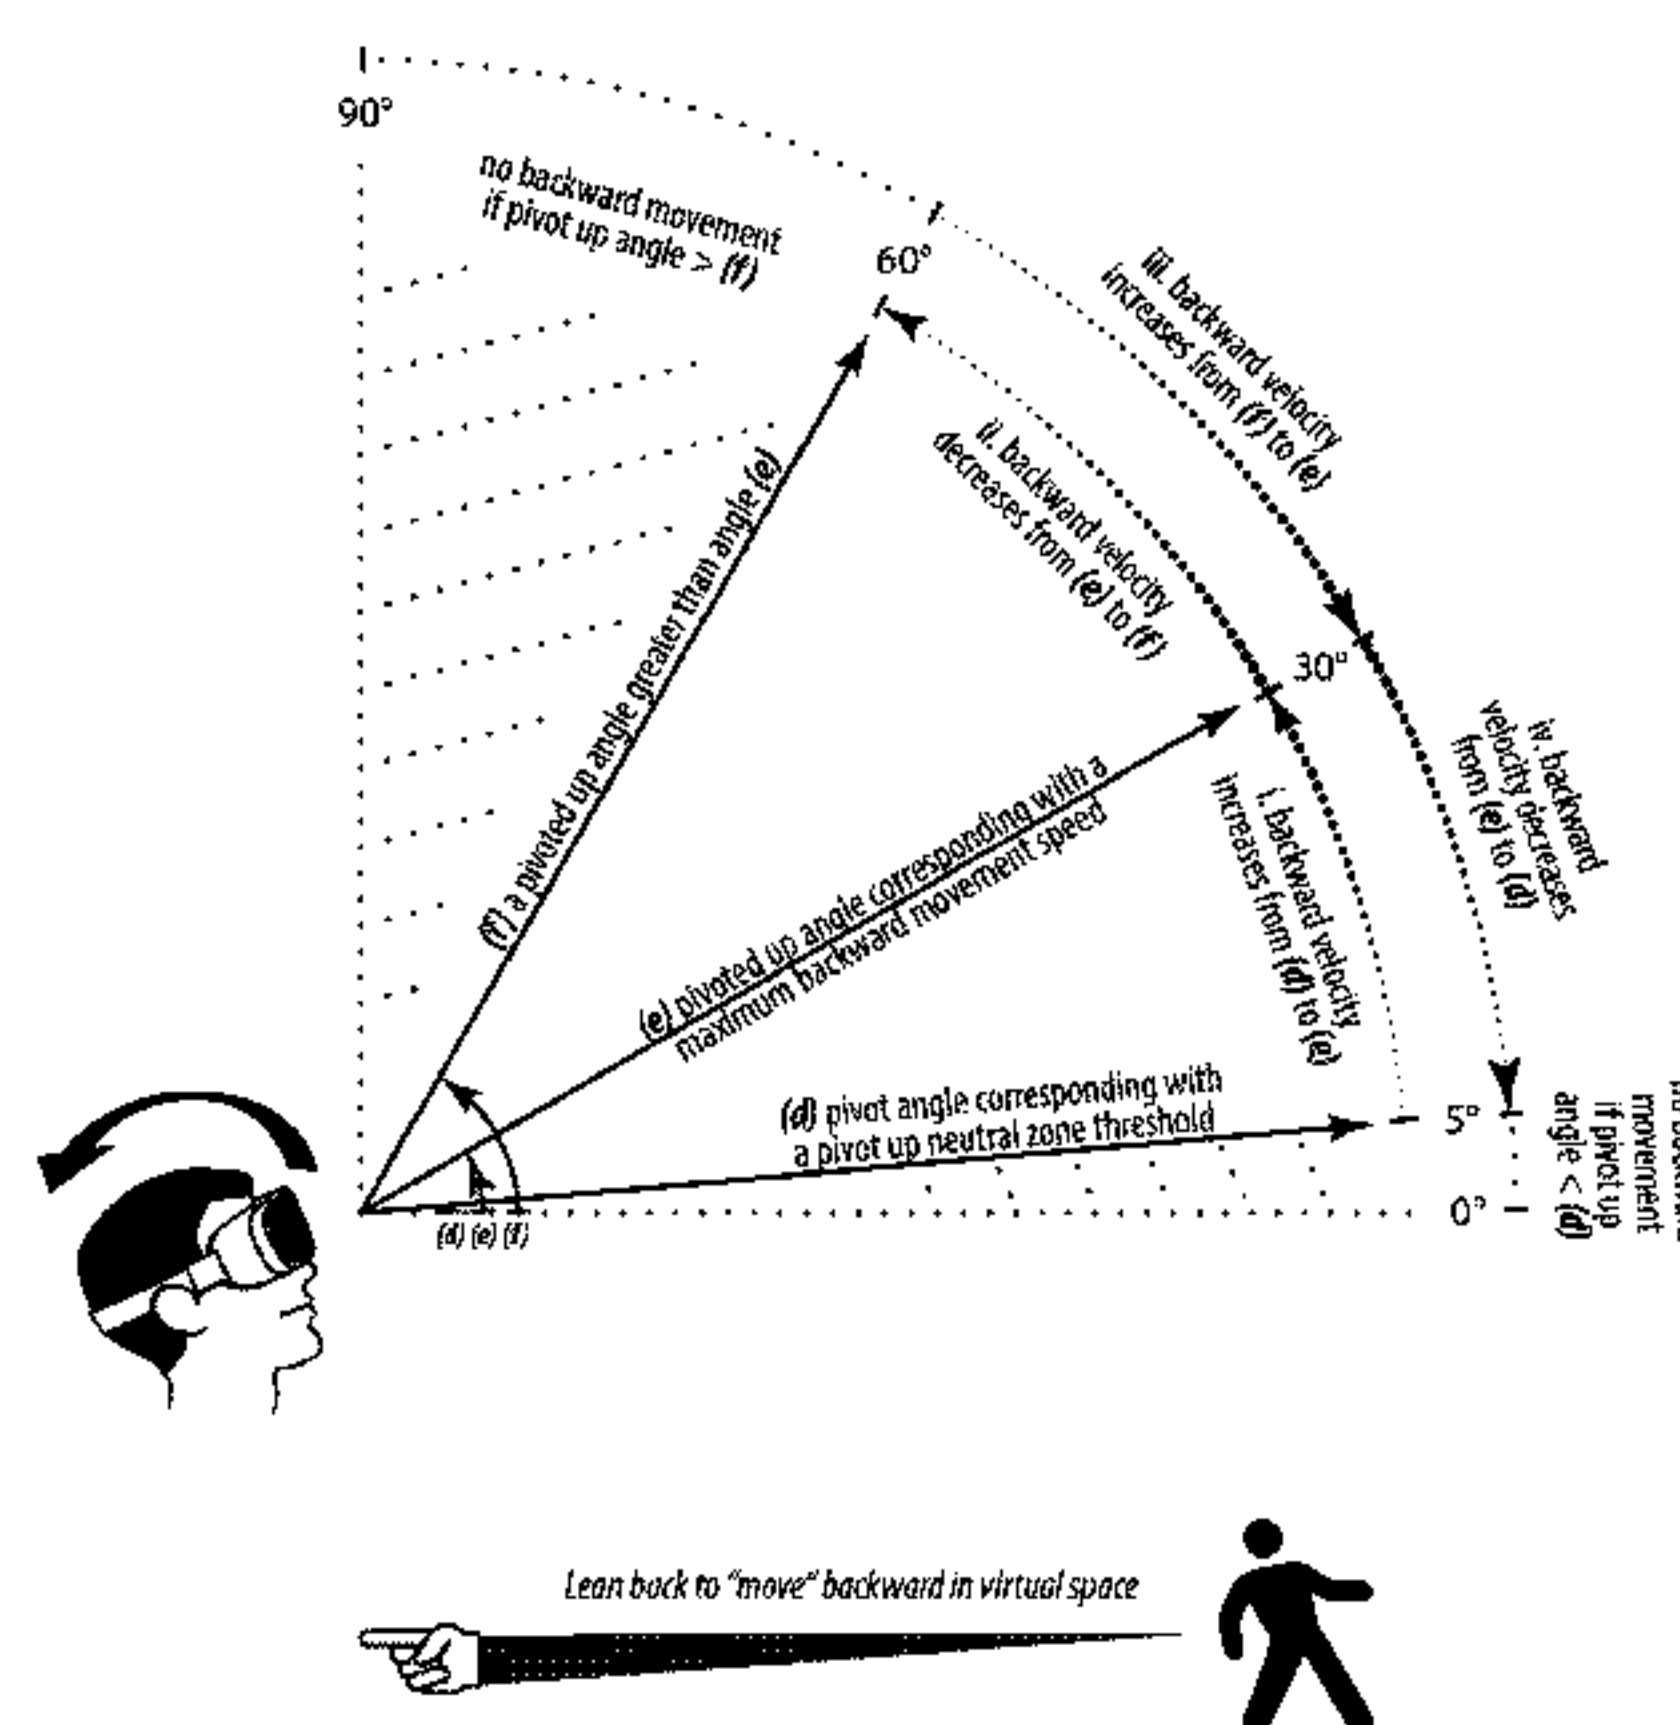 90°
no backward movement
if pivot up angle > (f)
60°
iii. backward velocity
increases from (f) to (e)
ii. backward velocity
decreases from (e) to (f)
(f) a pivoted up angle greater than angle (e)
30°
iv. backward
velocity decreases
from (e) to (d)
i. backward velocity
increases from (d) to (e)
(e) pivoted up angle corresponding with a
maximum backward movement speed
(d) pivot angle corresponding with
a pivot up neutral zone threshold
5°
0°
movement
if pivot up
angle < (d)
(d) (e) (f)
Lean back to "move" backward in virtual space